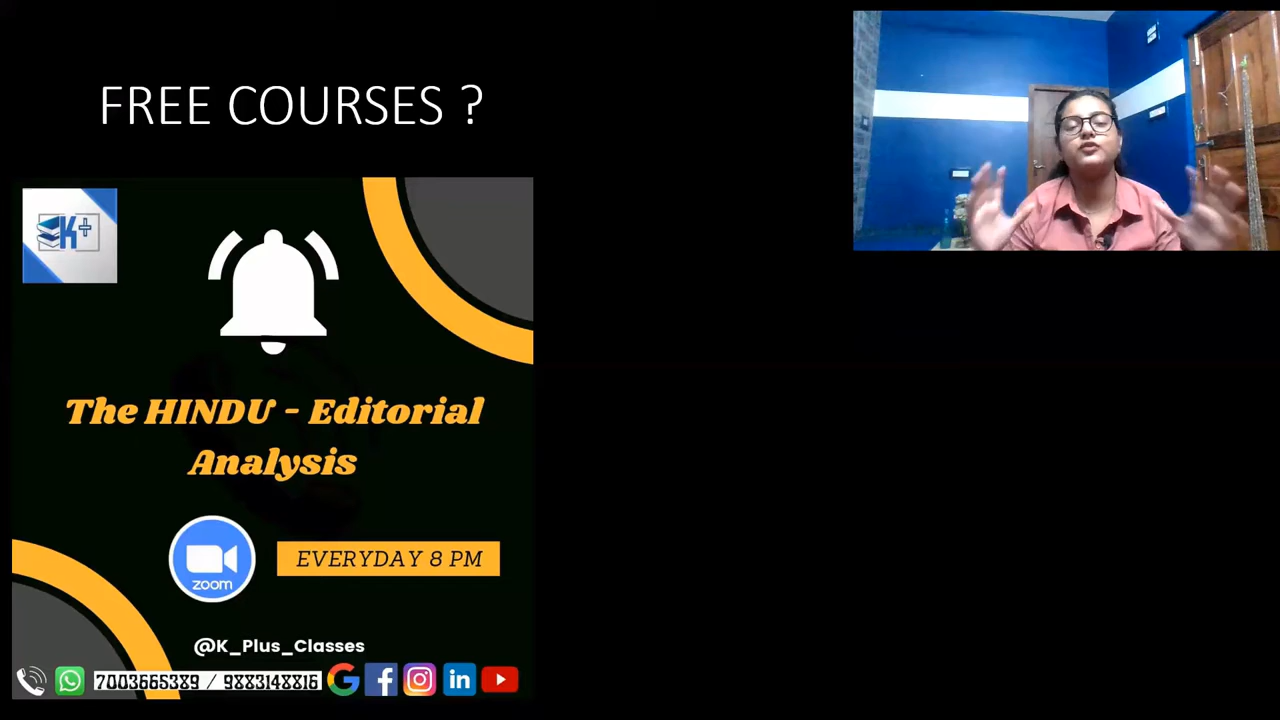 FREE COURSES ?
K+
The HINDU - Editorial
Analysis
zoom
EVERYDAY 8 PM
@K_Plus_Classes
7003665389 / 9883148816